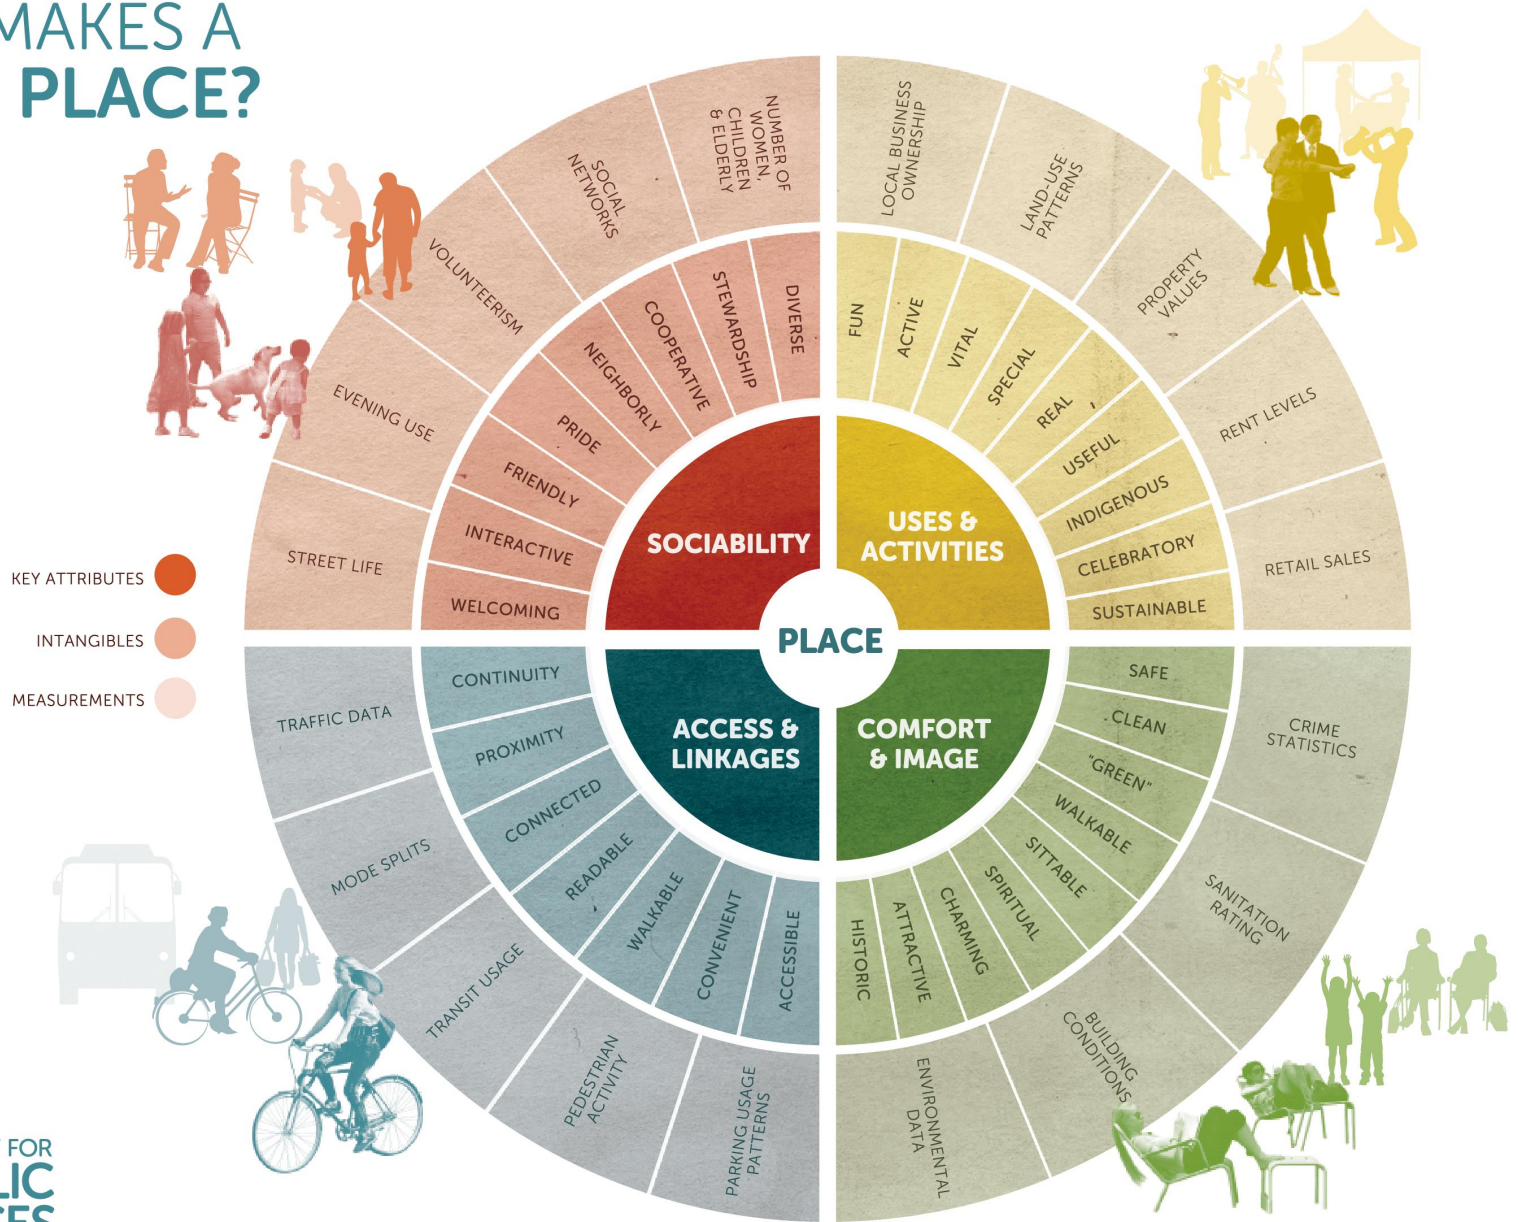 MAKES A
PLACE?
NUMBER OF
WOMEN,
CHILDREN
& ELDERLY
SOCIAL
NETWORKS
VOLUNTEERISM
EVENING USE
STREET LIFE
LOCAL BUSINESS
OWNERSHIP
LAND-USE
PATTERNS
PROPERTY
VALUES
RENT LEVELS
RETAIL SALES
DIVERSE
STEWARDSHIP
COOPERATIVE
NEIGHBORLY
PRIDE
FRIENDLY
INTERACTIVE
WELCOMING
FUN
ACTIVE
VITAL
SPECIAL
REAL
USEFUL
INDIGENOUS
CELEBRATORY
SUSTAINABLE
SOCIABILITY
USES &
ACTIVITIES
PLACE
ACCESS &
LINKAGES
COMFORT
& IMAGE
KEY ATTRIBUTES
INTANGIBLES
MEASUREMENTS
CONTINUITY
PROXIMITY
CONNECTED
READABLE
WALKABLE
CONVENIENT
ACCESSIBLE
SAFE
CLEAN
"GREEN"
WALKABLE
SITTABLE
SPIRITUAL
CHARMING
ATTRACTIVE
HISTORIC
TRAFFIC DATA
MODE SPLITS
TRANSIT USAGE
PEDESTRIAN
ACTIVITY
PARKING USAGE
PATTERNS
CRIME
STATISTICS
SANITATION
RATING
BUILDING
CONDITIONS
ENVIRONMENTAL
DATA
FOR
LIC
CES